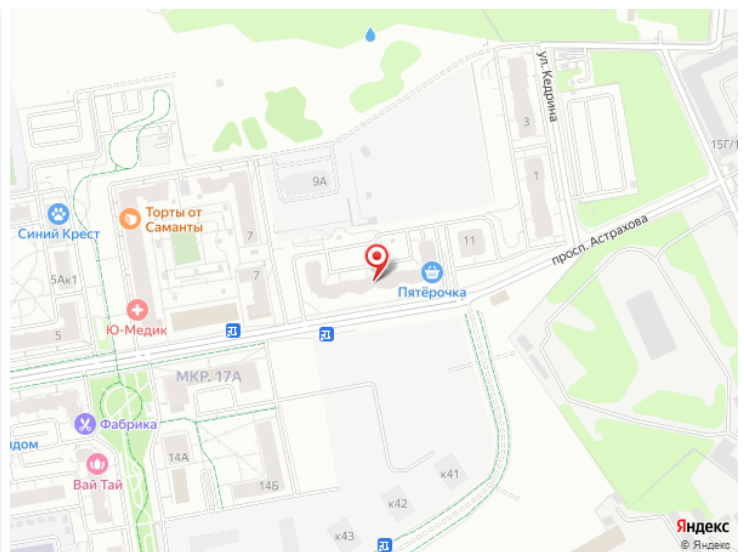 ул. Кедрина
3
15Г/1
9А
1
Торты от
Саманты
Синий Крест
7
11
просп. Астрахова
5Ак1
7
Пятёрочка
5
Ю-Медик
МКР. 17А
Фабрика
ИДОМ
14А
Вай Тай
14Б
к41
к42
к43
Яндекс
© Яндекс